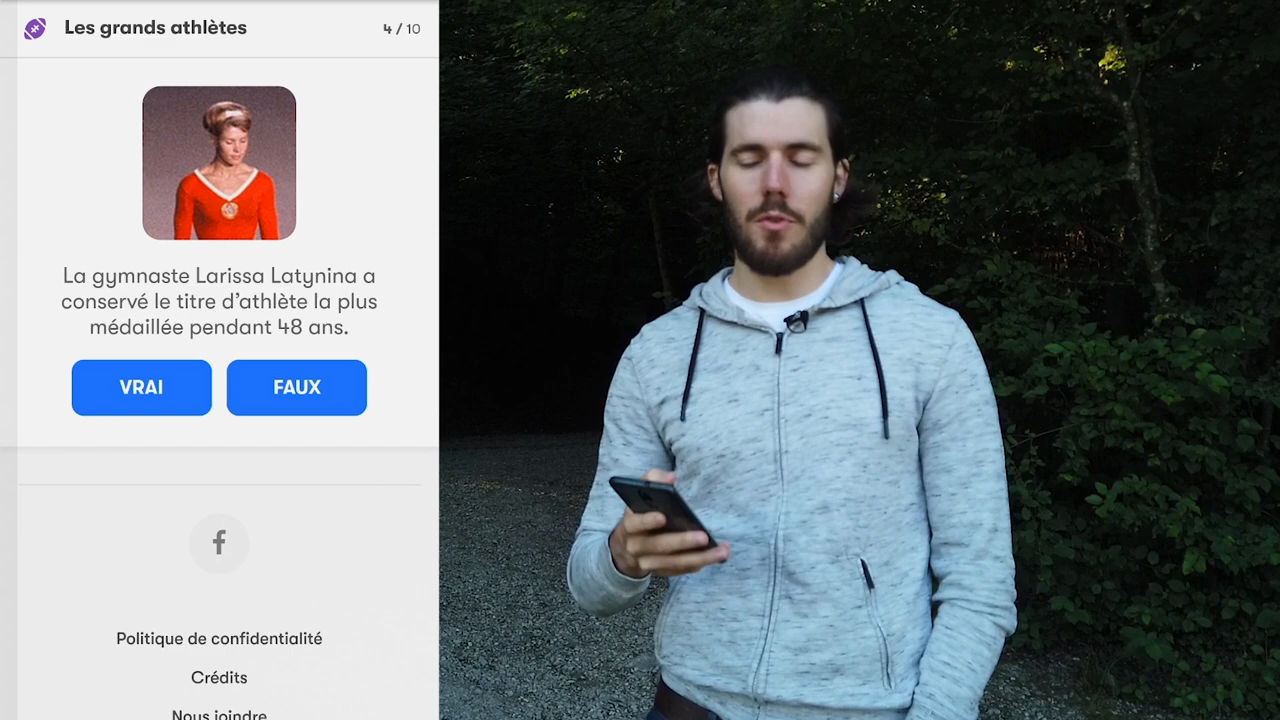 Les grands athlètes
4 / 10
La gymnaste Larissa Latynina a
conservé le titre d'athlète la plus
médaillée pendant 48 ans.
VRAI
FAUX
Politique de confidentialité
Crédits
Nous joindre